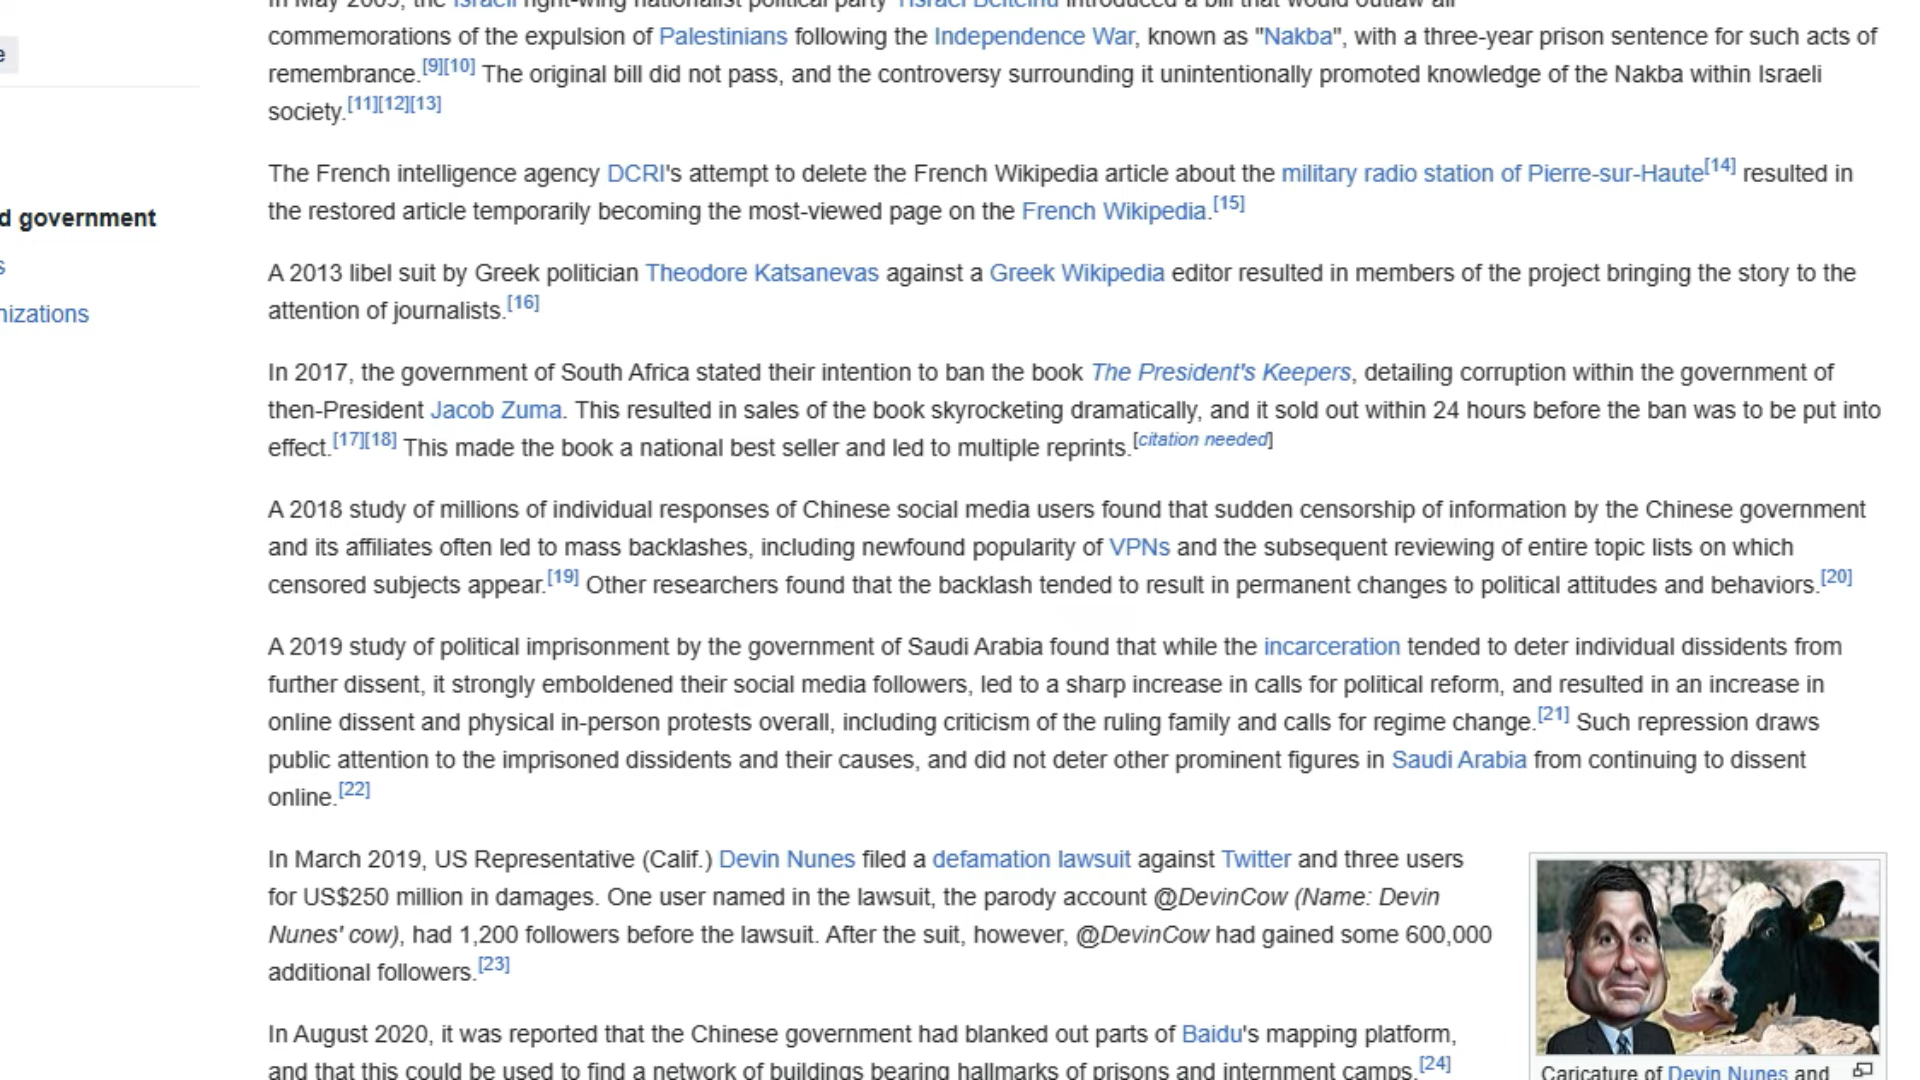 In May 2009, the Israeli right-wing nationalist political party Yisrael Beiteinu introduced a bill that would outlaw all
commemorations of the expulsion of Palestinians following the Independence War, known as "Nakba", with a three-year prison sentence for such acts of
e
remembrance.[9][10] The original bill did not pass, and the controversy surrounding it unintentionally promoted knowledge of the Nakba within Israeli
society.[11][12][13]
The French intelligence agency DCRI's attempt to delete the French Wikipedia article about the military radio station of Pierre-sur-Haute[14] resulted in
the restored article temporarily becoming the most-viewed page on the French Wikipedia.[15]
d government
s
nizations
A 2013 libel suit by Greek politician Theodore Katsanevas against a Greek Wikipedia editor resulted in members of the project bringing the story to the
attention of journalists.[16]
In 2017, the government of South Africa stated their intention to ban the book The President's Keepers, detailing corruption within the government of
then-President Jacob Zuma. This resulted in sales of the book skyrocketing dramatically, and it sold out within 24 hours before the ban was to be put into
effect.[17][18] This made the book a national best seller and led to multiple reprints.[citation needed]
A 2018 study of millions of individual responses of Chinese social media users found that sudden censorship of information by the Chinese government
and its affiliates often led to mass backlashes, including newfound popularity of VPNs and the subsequent reviewing of entire topic lists on which
censored subjects appear.[19] Other researchers found that the backlash tended to result in permanent changes to political attitudes and behaviors.[20]
A 2019 study of political imprisonment by the government of Saudi Arabia found that while the incarceration tended to deter individual dissidents from
further dissent, it strongly emboldened their social media followers, led to a sharp increase in calls for political reform, and resulted in an increase in
online dissent and physical in-person protests overall, including criticism of the ruling family and calls for regime change.[21] Such repression draws
public attention to the imprisoned dissidents and their causes, and did not deter other prominent figures in Saudi Arabia from continuing to dissent
online.[22]
In March 2019, US Representative (Calif.) Devin Nunes filed a defamation lawsuit against Twitter and three users
for US$250 million in damages. One user named in the lawsuit, the parody account @DevinCow (Name: Devin
Nunes' cow), had 1,200 followers before the lawsuit. After the suit, however, @DevinCow had gained some 600,000
additional followers.[23]
In August 2020, it was reported that the Chinese government had blanked out parts of Baidu's mapping platform,
and that this could be used to find a network of buildings bearing hallmarks of prisons and internment camps.[24]
Caricature of Devin Nunes and